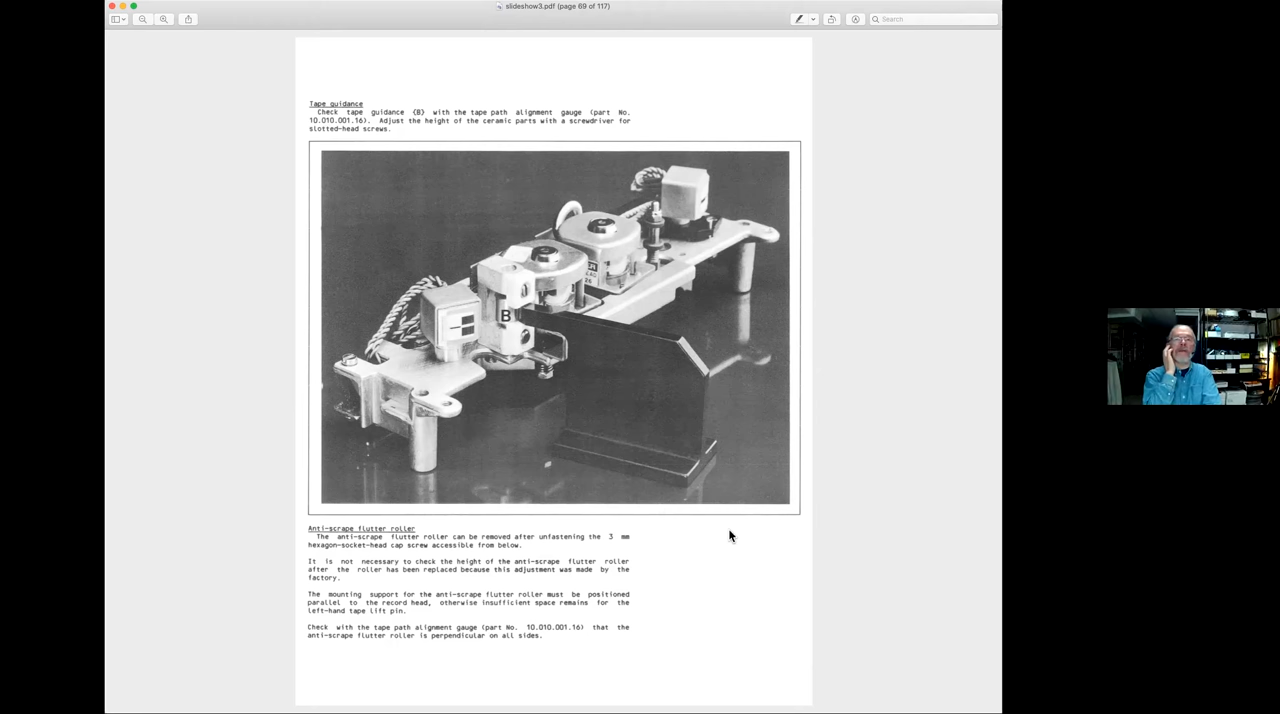 slideshow3.pdf (page 69 of 117)
Search
Tape guidance
Check tape guidance {B} with the tape path alignment gauge (part No.
10.010.001.16). Adjust the height of the ceramic parts with a screwdriver for
slotted-head screws.
B
26
Anti-scrape flutter roller
The anti-scrape flutter roller can be removed after unfastening the 3 mm
hexagon-socket-head cap screw accessible from below.
It is not necessary to check the height of the anti-scrape flutter roller
after the roller has been replaced because this adjustment was made by the
factory.
The mounting support for the anti-scrape flutter roller must be positioned
parallel to the record head, otherwise insufficient space remains for the
left-hand tape lift pin.
Check with the tape path alignment gauge (part No. 10.010.001.16) that the
anti-scrape flutter roller is perpendicular on all sides.